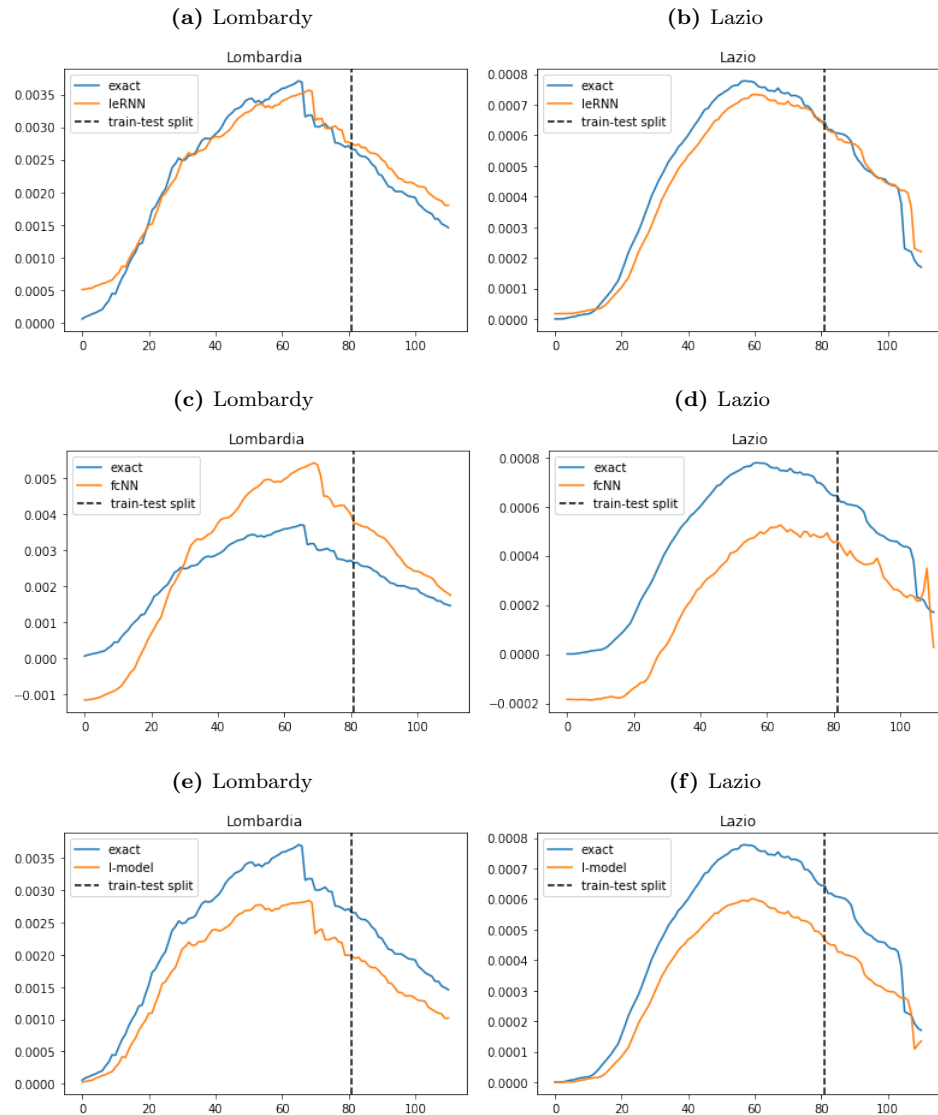 (a) Lombardy
(b) Lazio
Lombardia
exact
leRNN
train-test split
0.0035
0.0030
0.0025
0.0020
0.0015
0.0010
0.0005
0.0000
0 20 40 60 80 100
Lazio
exact
leRNN
train-test split
0.0008
0.0007
0.0006
0.0005
0.0004
0.0003
0.0002
0.0001
0.0000
0 20 40 60 80 100
(c) Lombardy
(d) Lazio
Lombardia
exact
fcNN
train-test split
0.005
0.004
0.003
0.002
0.001
0.000
−0.001
0 20 40 60 80 100
Lazio
exact
fcNN
train-test split
0.0008
0.0006
0.0004
0.0002
0.0000
−0.0002
0 20 40 60 80 100
(e) Lombardy
(f) Lazio
Lombardia
exact
l-model
train-test split
0.0035
0.0030
0.0025
0.0020
0.0015
0.0010
0.0005
0.0000
0 20 40 60 80 100
Lazio
exact
l-model
train-test split
0.0008
0.0007
0.0006
0.0005
0.0004
0.0003
0.0002
0.0001
0.0000
0 20 40 60 80 100